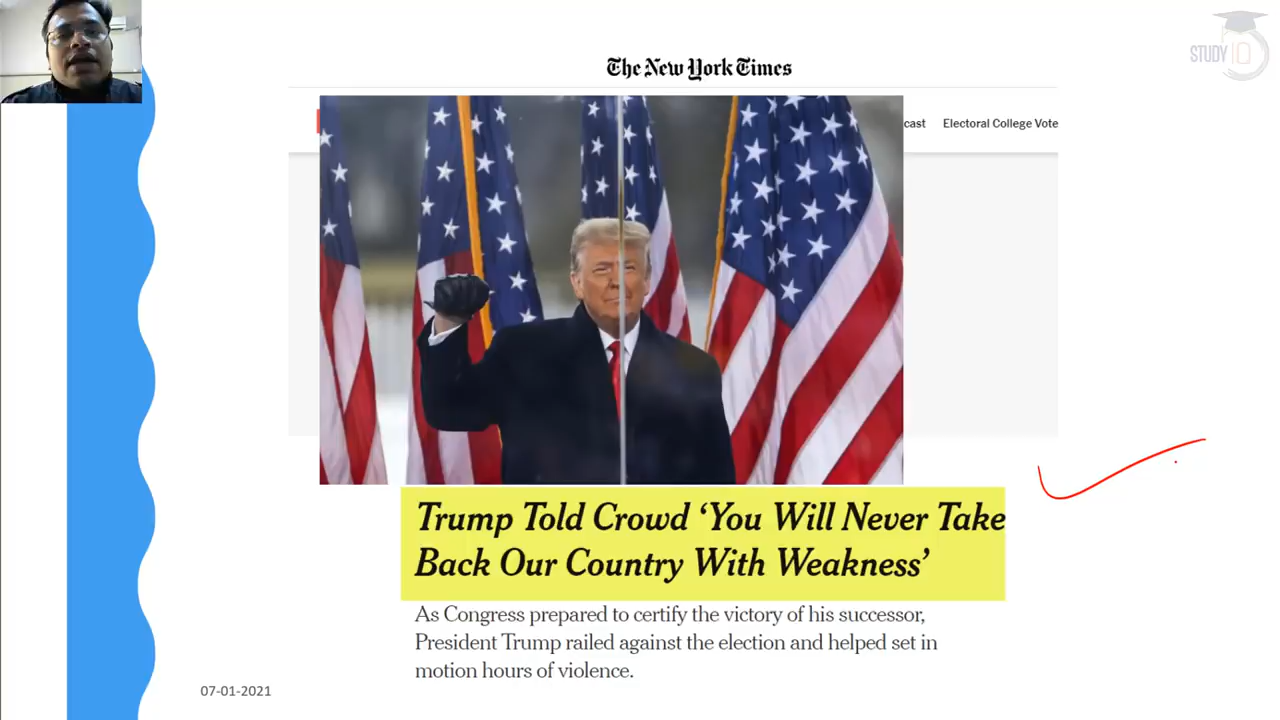 STUDY IQ
The New York Times
cast Electoral College Vote
Trump Told Crowd ‘You Will Never Take
Back Our Country With Weakness’
As Congress prepared to certify the victory of his successor,
President Trump railed against the election and helped set in
motion hours of violence.
07-01-2021